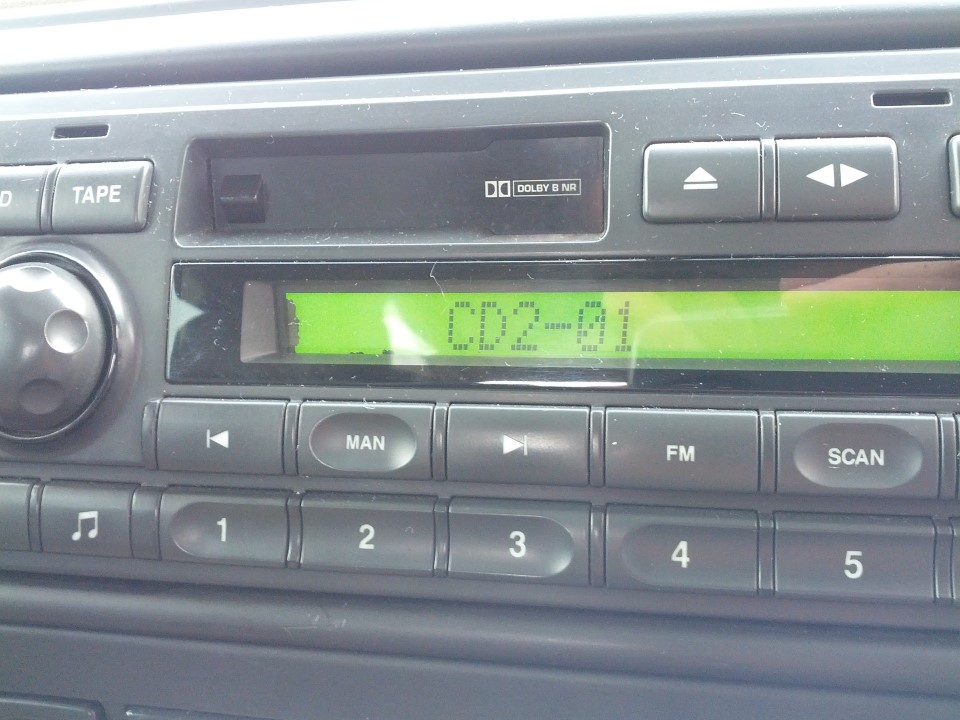 D TAPE
DOLBY B NR
CD2-01
MAN FM SCAN
1 2 3 4 5